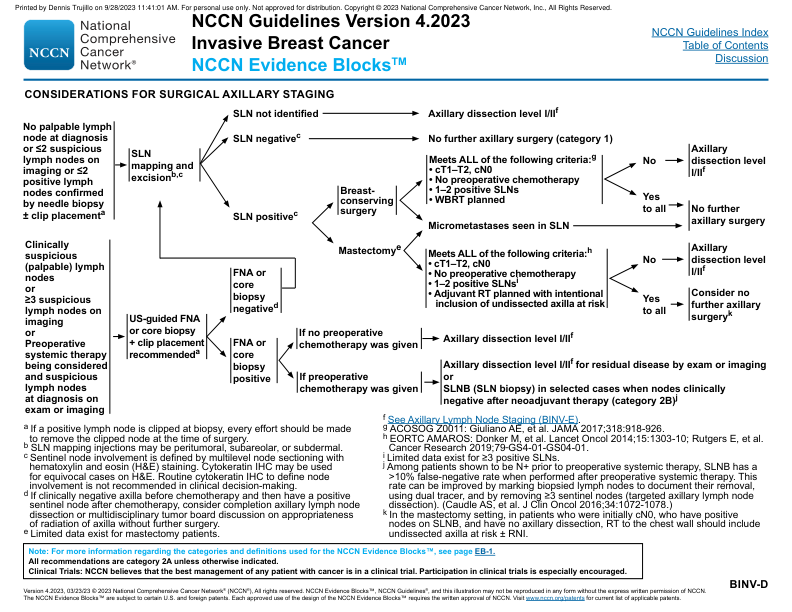 Printed by Dennis Trujillo on 9/28/2023 11:41:01 AM. For personal use only. Not approved for distribution. Copyright © 2023 National Comprehensive Cancer Network, Inc., All Rights Reserved.
NCCN
National
Comprehensive
Cancer
Network®
NCCN Guidelines Version 4.2023
Invasive Breast Cancer
NCCN Evidence Blocks™
NCCN Guidelines Index
Table of Contents
Discussion
CONSIDERATIONS FOR SURGICAL AXILLARY STAGING
No palpable lymph
node at diagnosis
or ≤2 suspicious
lymph nodes on
imaging or ≤2
positive lymph
nodes confirmed
by needle biopsy
± clip placementᵃ
SLN
mapping and
excisionᵇ,ᶜ
SLN not identified
Axillary dissection level I/IIᶠ
SLN negativeᶜ
No further axillary surgery (category 1)
SLN positiveᶜ
Breast-
conserving
surgery
Meets ALL of the following criteria:ᵍ
• cT1–T2, cN0
• No preoperative chemotherapy
• 1–2 positive SLNs
• WBRT planned
No
Axillary
dissection level
I/IIᶠ
Yes
to all
No further
axillary surgery
Micrometastases seen in SLN
Mastectomyᵉ
Meets ALL of the following criteria:ʰ
• cT1–T2, cN0
• No preoperative chemotherapy
• 1–2 positive SLNsⁱ
• Adjuvant RT planned with intentional
inclusion of undissected axilla at risk
No
Axillary
dissection level
I/IIᶠ
Yes
to all
Consider no
further axillary
surgeryᵏ
Clinically
suspicious
(palpable) lymph
nodes
or
≥3 suspicious
lymph nodes on
imaging
or
Preoperative
systemic therapy
being considered
and suspicious
lymph nodes
at diagnosis on
exam or imaging
US-guided FNA
or core biopsy
+ clip placement
recommendedᵃ
FNA or
core
biopsy
negativeᵈ
FNA or
core
biopsy
positive
If no preoperative
chemotherapy was given
Axillary dissection level I/IIᶠ
If preoperative
chemotherapy was given
Axillary dissection level I/IIᶠ for residual disease by exam or imaging
or
SLNB (SLN biopsy) in selected cases when nodes clinically
negative after neoadjuvant therapy (category 2B)ʲ
ᵃ If a positive lymph node is clipped at biopsy, every effort should be made
to remove the clipped node at the time of surgery.
ᵇ SLN mapping injections may be peritumoral, subareolar, or subdermal.
ᶜ Sentinel node involvement is defined by multilevel node sectioning with
hematoxylin and eosin (H&E) staining. Cytokeratin IHC may be used
for equivocal cases on H&E. Routine cytokeratin IHC to define node
involvement is not recommended in clinical decision-making.
ᵈ If clinically negative axilla before chemotherapy and then have a positive
sentinel node after chemotherapy, consider completion axillary lymph node
dissection or multidisciplinary tumor board discussion on appropriateness
of radiation of axilla without further surgery.
ᵉ Limited data exist for mastectomy patients.
ᶠ See Axillary Lymph Node Staging (BINV-E).
ᵍ ACOSOG Z0011: Giuliano AE, et al. JAMA 2017;318:918-926.
ʰ EORTC AMAROS: Donker M, et al. Lancet Oncol 2014;15:1303-10; Rutgers E, et al.
Cancer Research 2019;79-GS4-01-GS04-01.
ⁱ Limited data exist for ≥3 positive SLNs.
ʲ Among patients shown to be N+ prior to preoperative systemic therapy, SLNB has a
>10% false-negative rate when performed after preoperative systemic therapy. This
rate can be improved by marking biopsied lymph nodes to document their removal,
using dual tracer, and by removing ≥3 sentinel nodes (targeted axillary lymph node
dissection). (Caudle AS, et al. J Clin Oncol 2016;34:1072-1078.)
ᵏ In the mastectomy setting, in patients who were initially cN0, who have positive
nodes on SLNB, and have no axillary dissection, RT to the chest wall should include
undissected axilla at risk ± RNI.
Note: For more information regarding the categories and definitions used for the NCCN Evidence Blocks™, see page EB-1.
All recommendations are category 2A unless otherwise indicated.
Clinical Trials: NCCN believes that the best management of any patient with cancer is in a clinical trial. Participation in clinical trials is especially encouraged.
BINV-D
Version 4.2023, 03/23/23 © 2023 National Comprehensive Cancer Network® (NCCN®), All rights reserved. NCCN Evidence Blocks™, NCCN Guidelines®, and this illustration may not be reproduced in any form without the express written permission of NCCN.
The NCCN Evidence Blocks™ are subject to certain U.S. and foreign patents. Each approved use of the design of the NCCN Evidence Blocks™ requires the written approval of NCCN. Visit www.nccn.org/patents for current list of applicable patents.